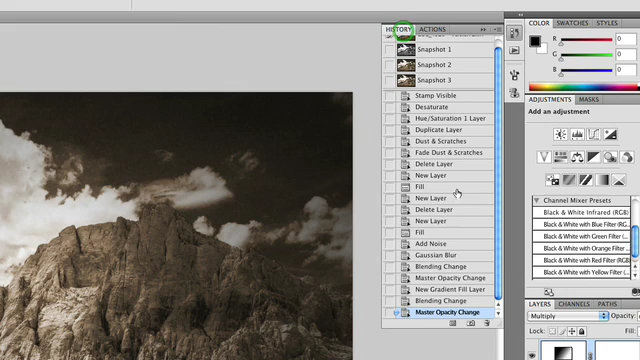 HISTORY ACTIONS
Snapshot 1
Snapshot 2
Snapshot 3
Stamp Visible
Desaturate
Hue/Saturation 1 Layer
Duplicate Layer
Dust & Scratches
Fade Dust & Scratches
Delete Layer
New Layer
Fill
New Layer
Delete Layer
New Layer
Fill
Add Noise
Gaussian Blur
Blending Change
Master Opacity Change
New Gradient Fill Layer
Blending Change
Master Opacity Change
COLOR SWATCHES STYLES
R 0
G 0
B 0
ADJUSTMENTS MASKS
Add an adjustment
Channel Mixer Presets
Black & White Infrared (RGB)
Black & White with Blue Filter (RG...
Black & White with Green Filter (...
Black & White with Orange Filter ...
Black & White with Red Filter (RGB)
Black & White with Yellow Filter (...
LAYERS CHANNELS PATHS
Multiply Opacity:
Lock: